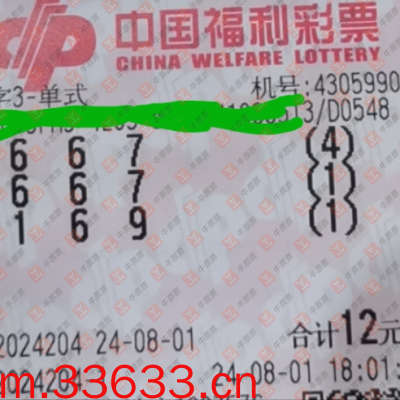 中国福利彩票
CHINA WELFARE LOTTERY
字3-单式 机号:4305990
/D0548
6 6 7 (4)
6 6 7 (1)
1 6 9 (1)
2024204 24-08-01 合计12元
2024204 24-08-01 18:01:
m.33633.cn